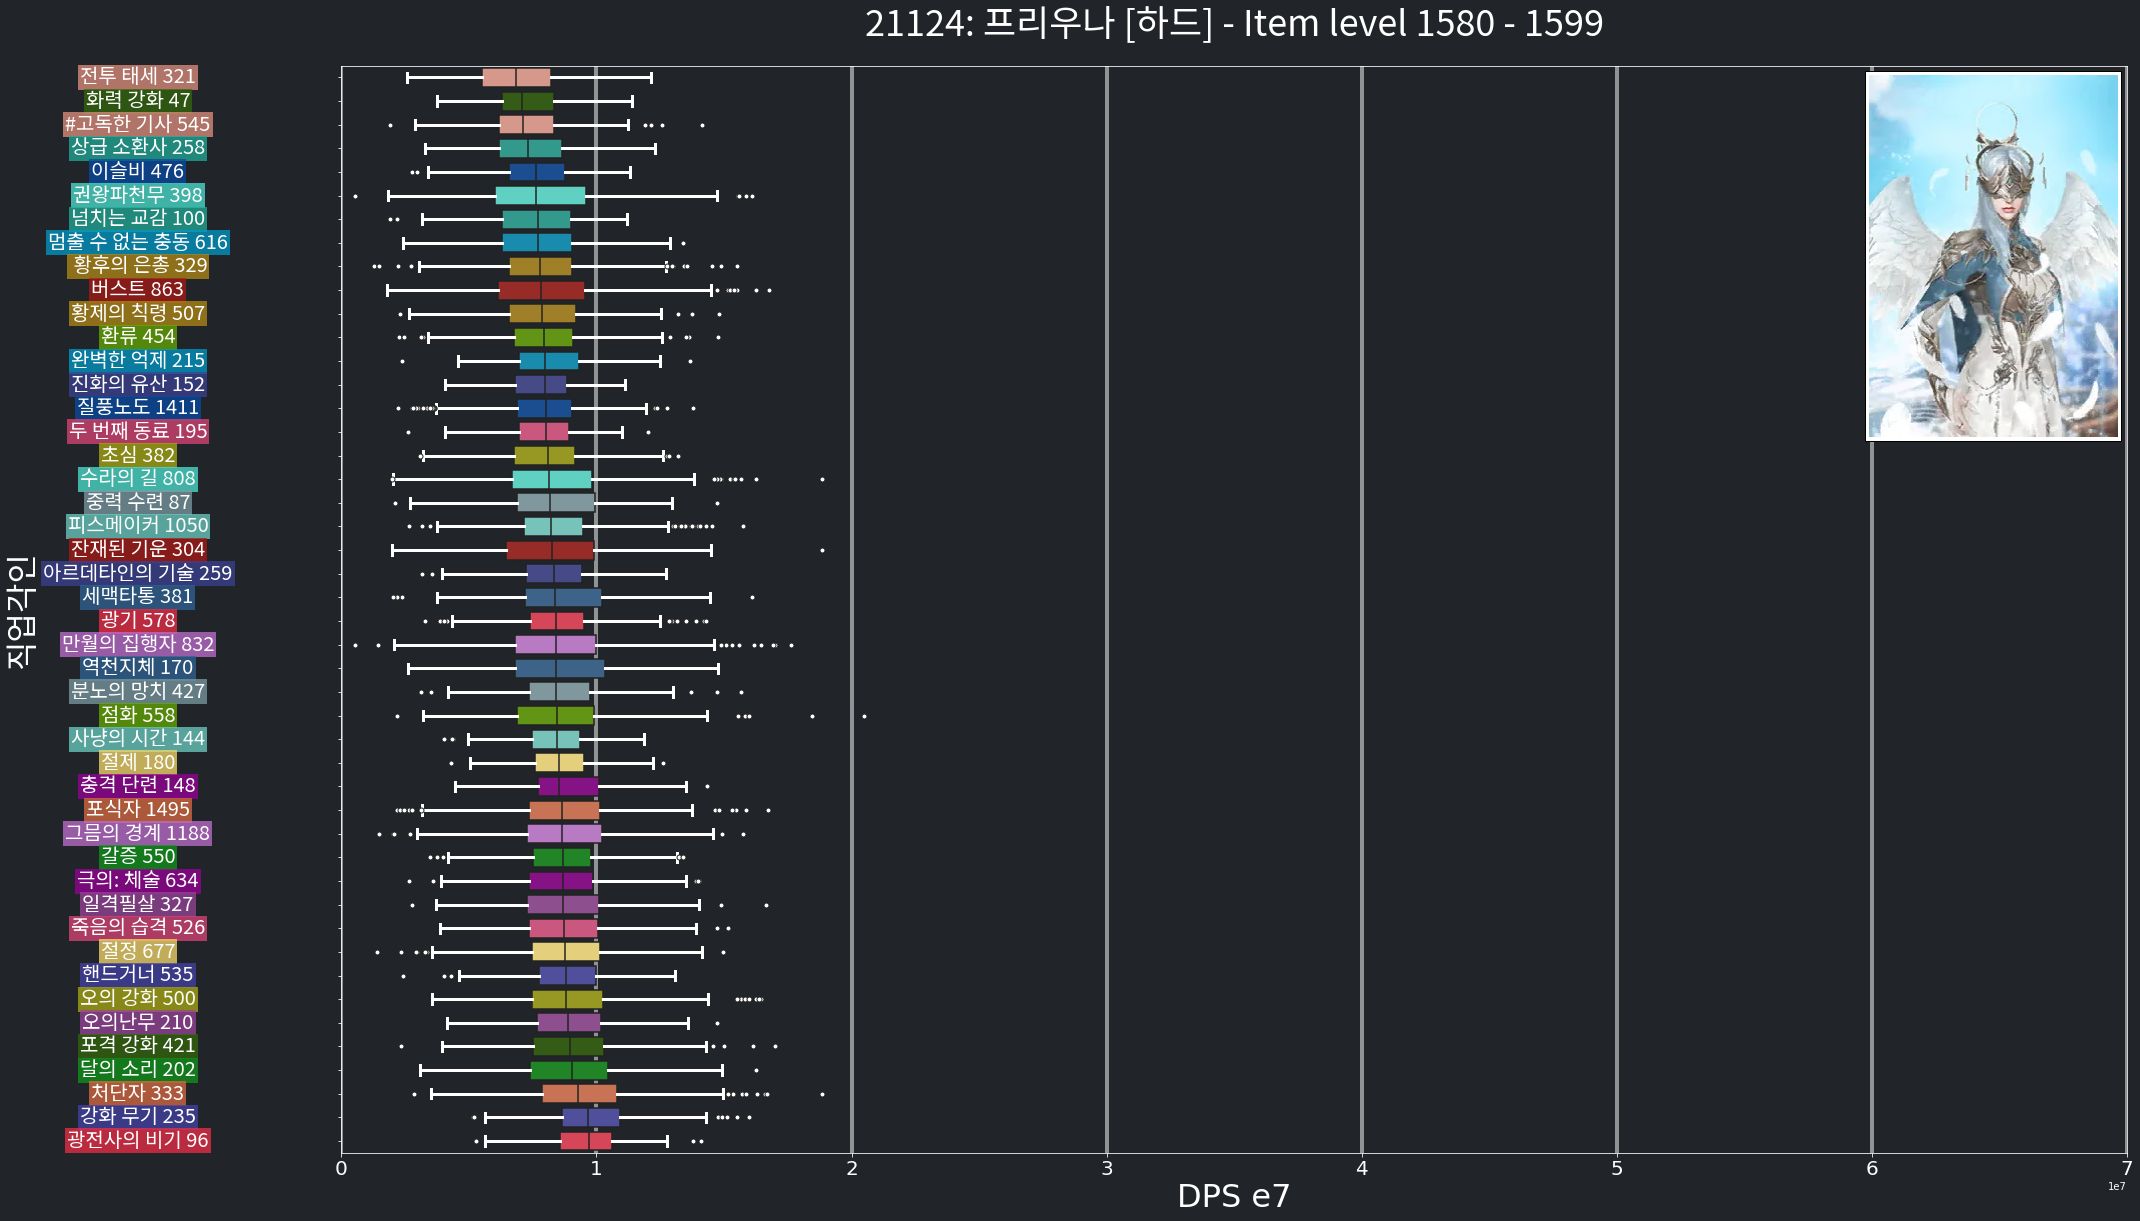 21124: 프리우나 [하드] - Item level 1580 - 1599
전투 태세 321
화력 강화 47
#고독한 기사 545
상급 소환사 258
이슬비 476
권왕파천무 398
넘치는 교감 100
멈출 수 없는 충동 616
황후의 은총 329
버스트 863
황제의 칙령 507
환류 454
완벽한 억제 215
진화의 유산 152
질풍노도 1411
두 번째 동료 195
초심 382
수라의 길 808
중력 수련 87
피스메이커 1050
잔재된 기운 304
아르데타인의 기술 259
세맥타통 381
광기 578
만월의 집행자 832
역천지체 170
분노의 망치 427
점화 558
사냥의 시간 144
절제 180
충격 단련 148
포식자 1495
그믐의 경계 1188
갈증 550
극의: 체술 634
일격필살 327
죽음의 습격 526
절정 677
핸드거너 535
오의 강화 500
오의난무 210
포격 강화 421
달의 소리 202
처단자 333
강화 무기 235
광전사의 비기 96
직업각인
0 1 2 3 4 5 6 7
DPS e7
1e7